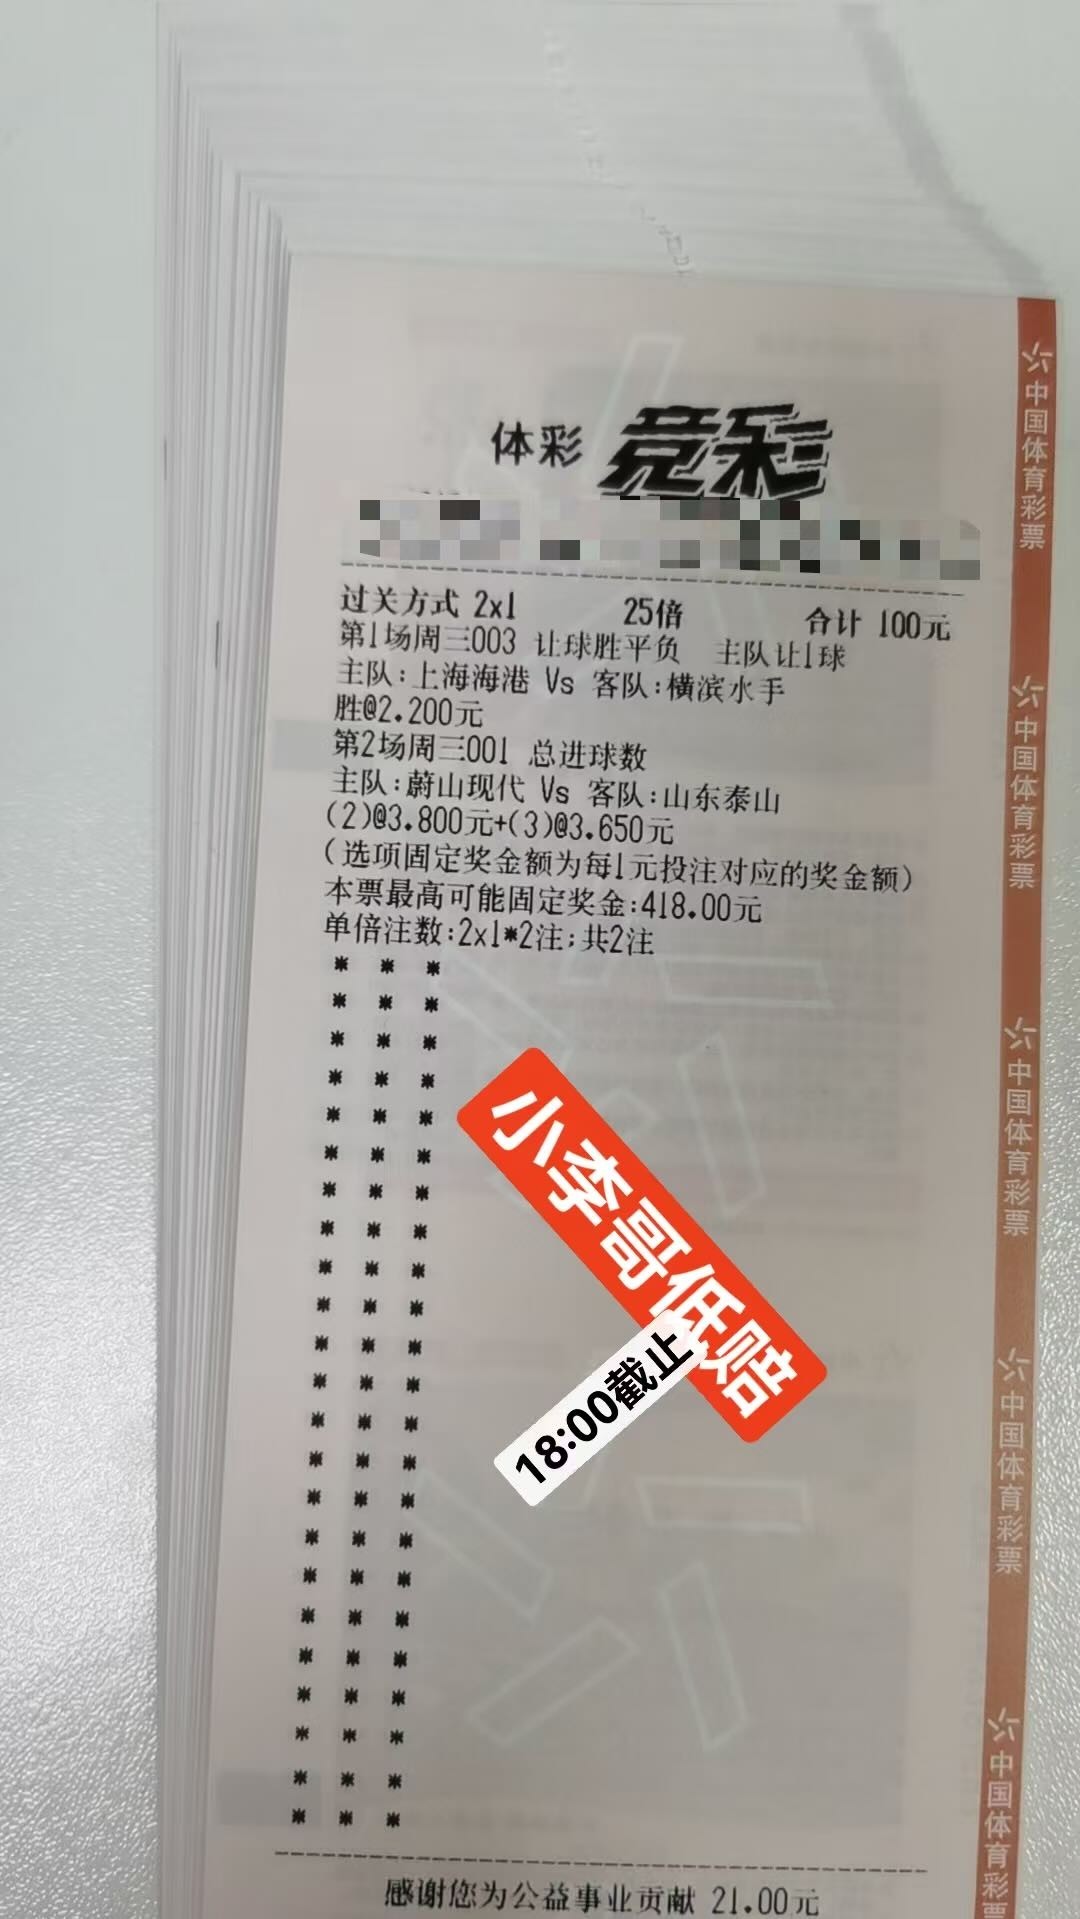 体彩 竞彩
过关方式 2x1 25倍 合计 100元
第1场周三003 让球胜平负 主队让1球
主队:上海海港 Vs 客队:横滨水手
胜@2.200元
第2场周三001 总进球数
主队:蔚山现代 Vs 客队:山东泰山
(2)@3.800元+(3)@3.650元
(选项固定奖金额为每1元投注对应的奖金额)
本票最高可能固定奖金:418.00元
单倍注数:2x1*2注;共2注
小李哥低赔
18:00截止
感谢您为公益事业贡献 21.00元
中国体育彩票
中国体育彩票
中国体育彩票
中国体育彩票
中国体育彩票